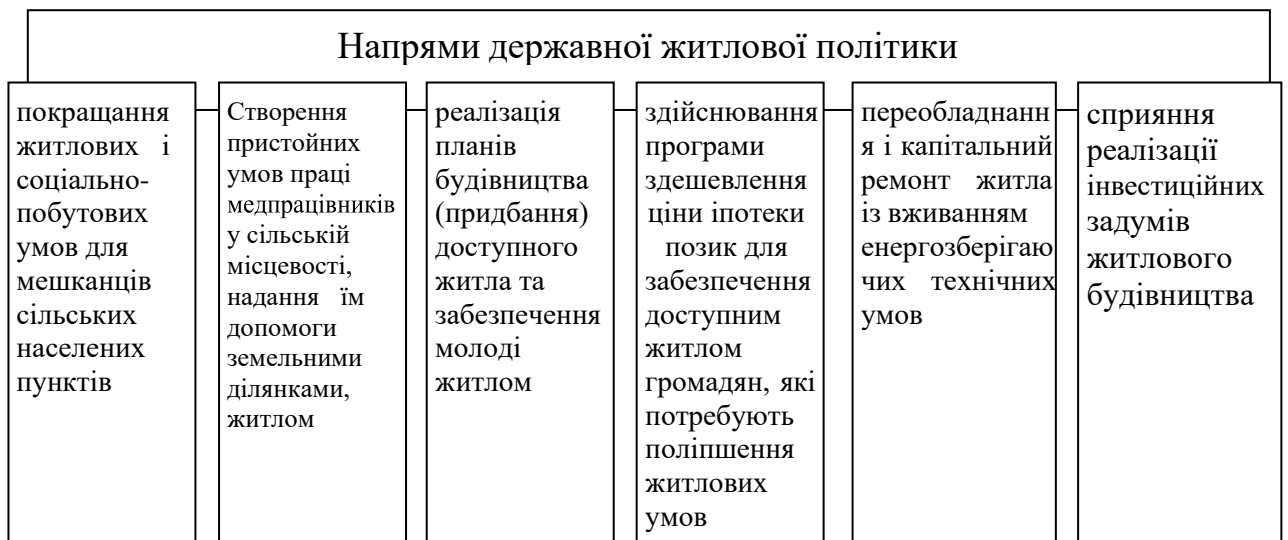 Напрями державної житлової політики
покращання
житлових і
соціально-
побутових
умов для
мешканців
сільських
населених
пунктів
Створення
пристойних
умов праці
медпрацівників
у сільській
місцевості,
надання їм
допомоги
земельними
ділянками,
житлом
реалізація
планів
будівництва
(придбання)
доступного
житла та
забезпечення
молоді
житлом
здійснювання
програми
здешевлення
ціни іпотеки
позик для
забезпечення
доступним
житлом
громадян, які
потребують
поліпшення
житлових
умов
переобладнанн
я і капітальний
ремонт житла
із вживанням
енергозберігаю
чих технічних
умов
сприяння
реалізації
інвестиційних
задумів
житлового
будівництва